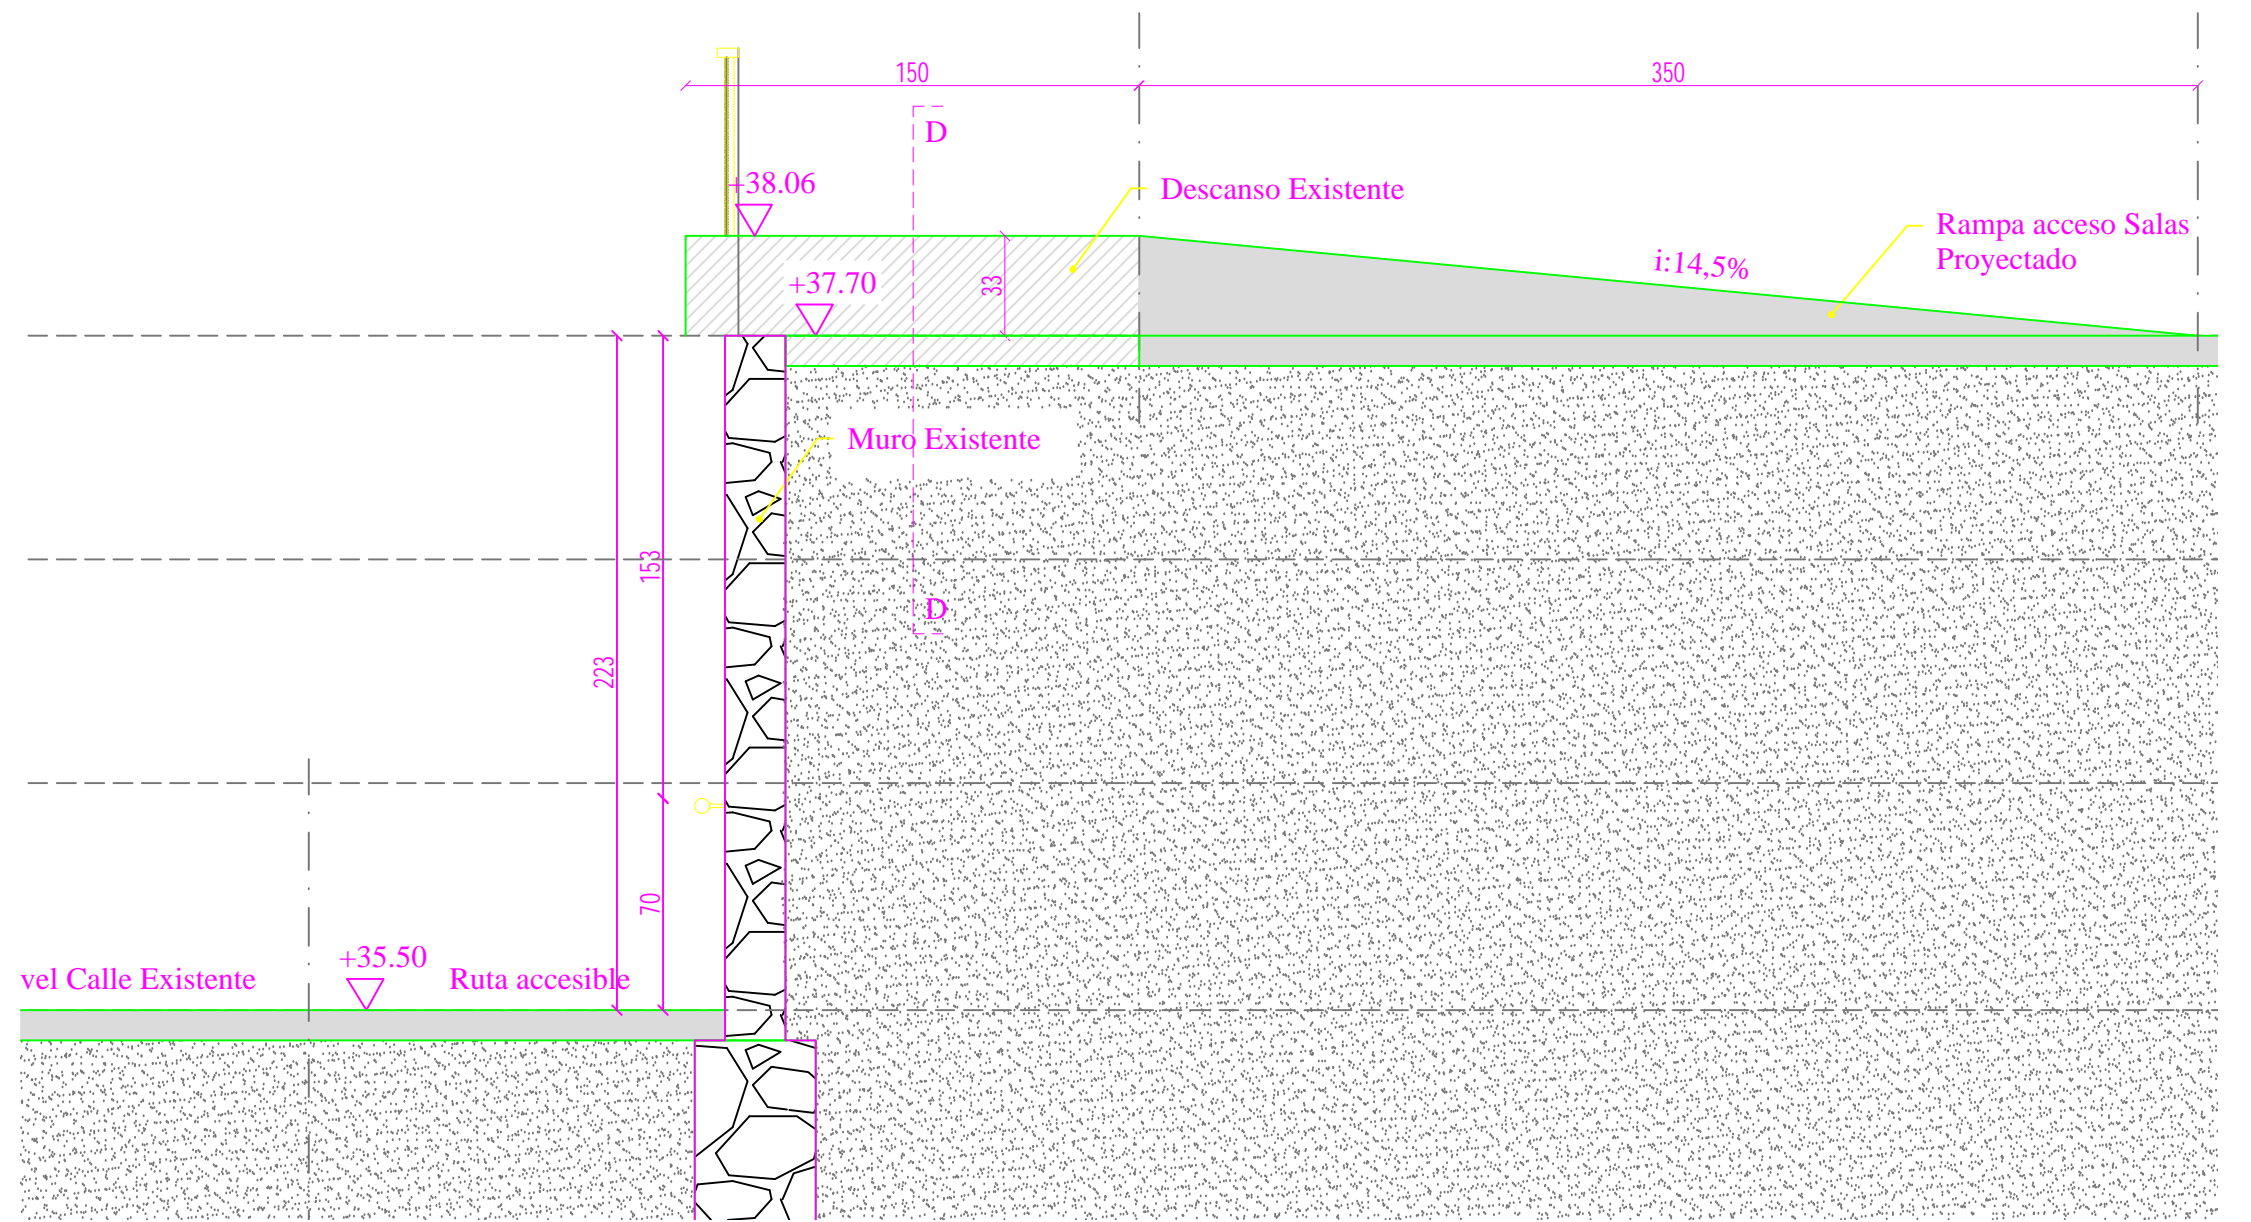 150
350
D
+38.06
Descanso Existente
Rampa acceso Salas
Proyectado
i:14,5%
+37.70
33
Muro Existente
153
D
223
70
+35.50
vel Calle Existente
Ruta accesible